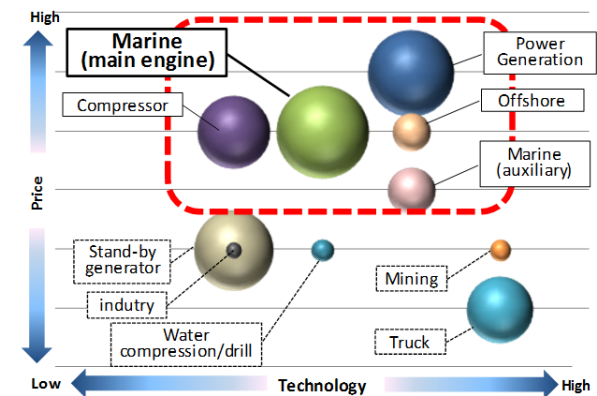 High
Marine
(main engine)
Power
Generation
Compressor
Offshore
Marine
(auxiliary)
Price
Stand-by
generator
indutry
Mining
Water
compression/drill
Truck
Low
Technology
High